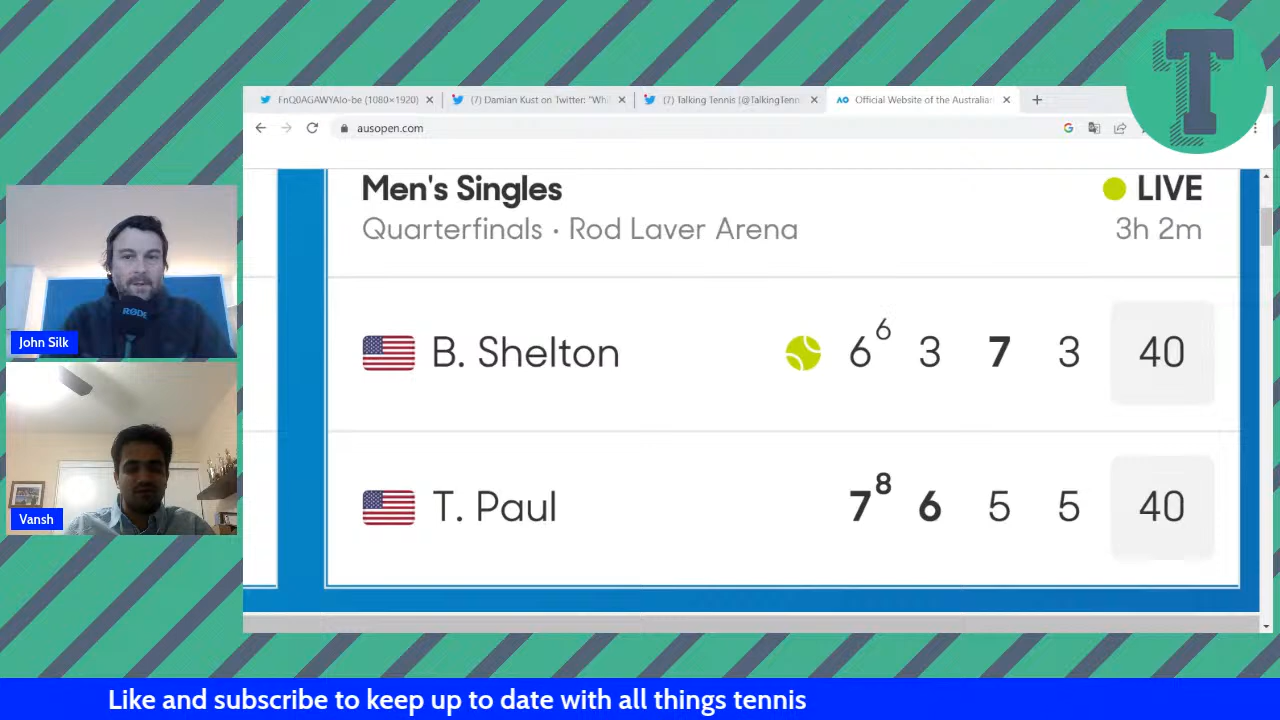 T
FnQ0AGAWYAIo-be (1080×1920)
(7) Damian Kust on Twitter: "Whi
(7) Talking Tennis (@TalkingTenn
AO Official Website of the Australian
ausopen.com
Men's Singles
LIVE
Quarterfinals · Rod Laver Arena
3h 2m
B. Shelton 6 6 3 7 3 40
T. Paul 7 8 6 5 5 40
RØDE
John Silk
Vansh
Like and subscribe to keep up to date with all things tennis